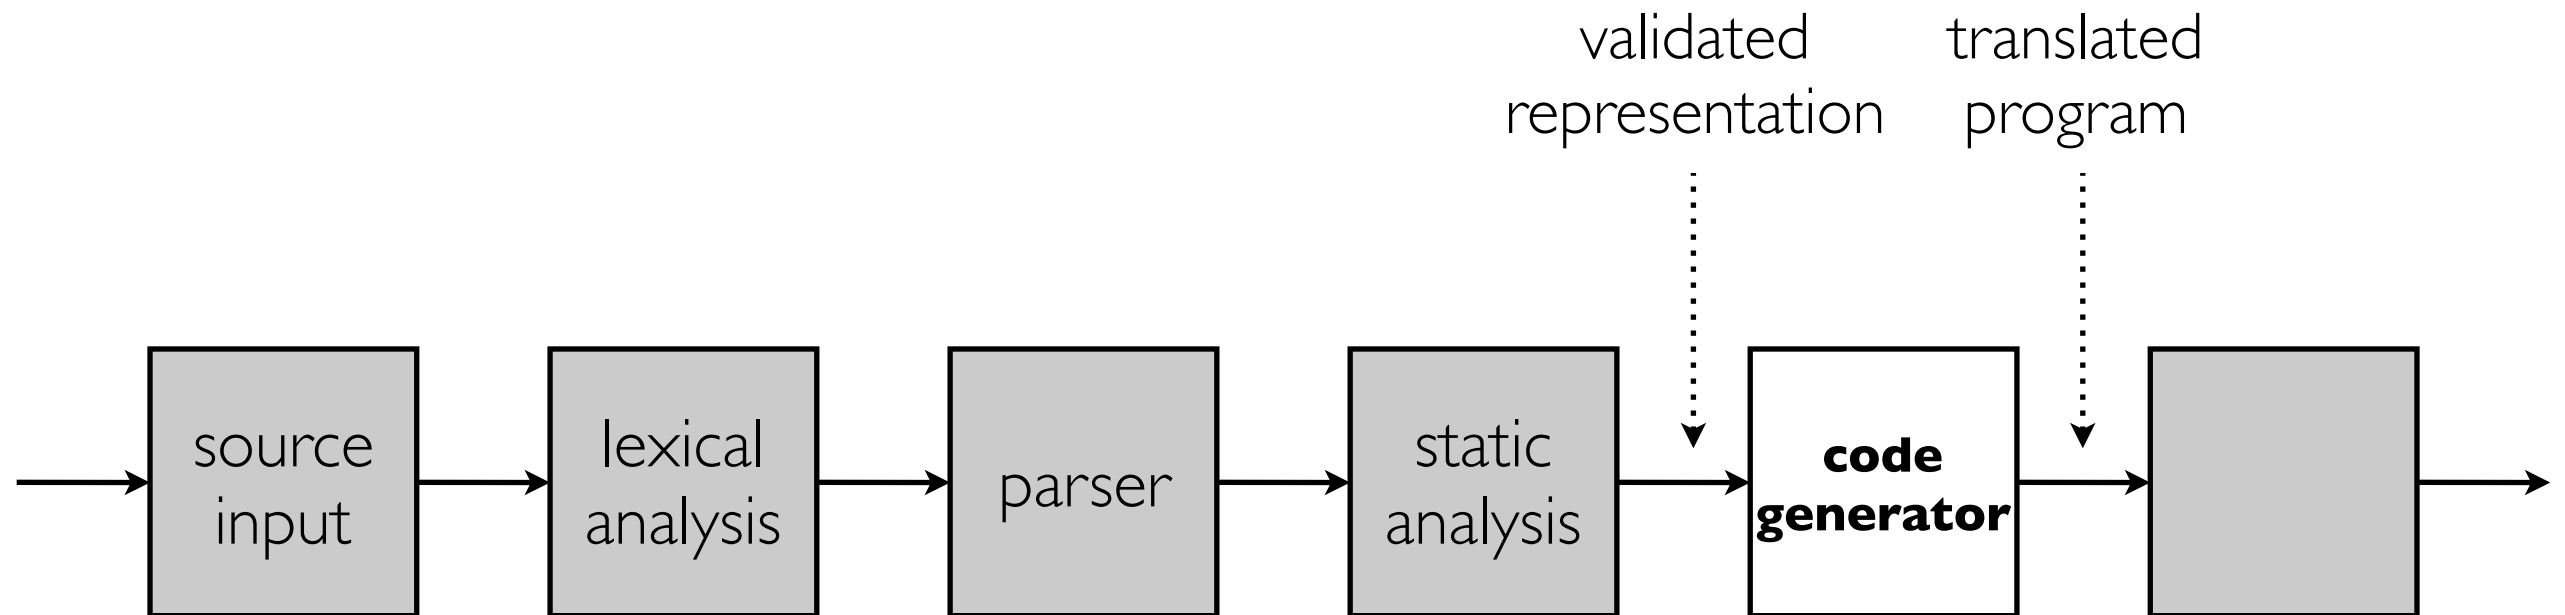 validated
representation
translated
program
source
input
lexical
analysis
parser
static
analysis
code
generator